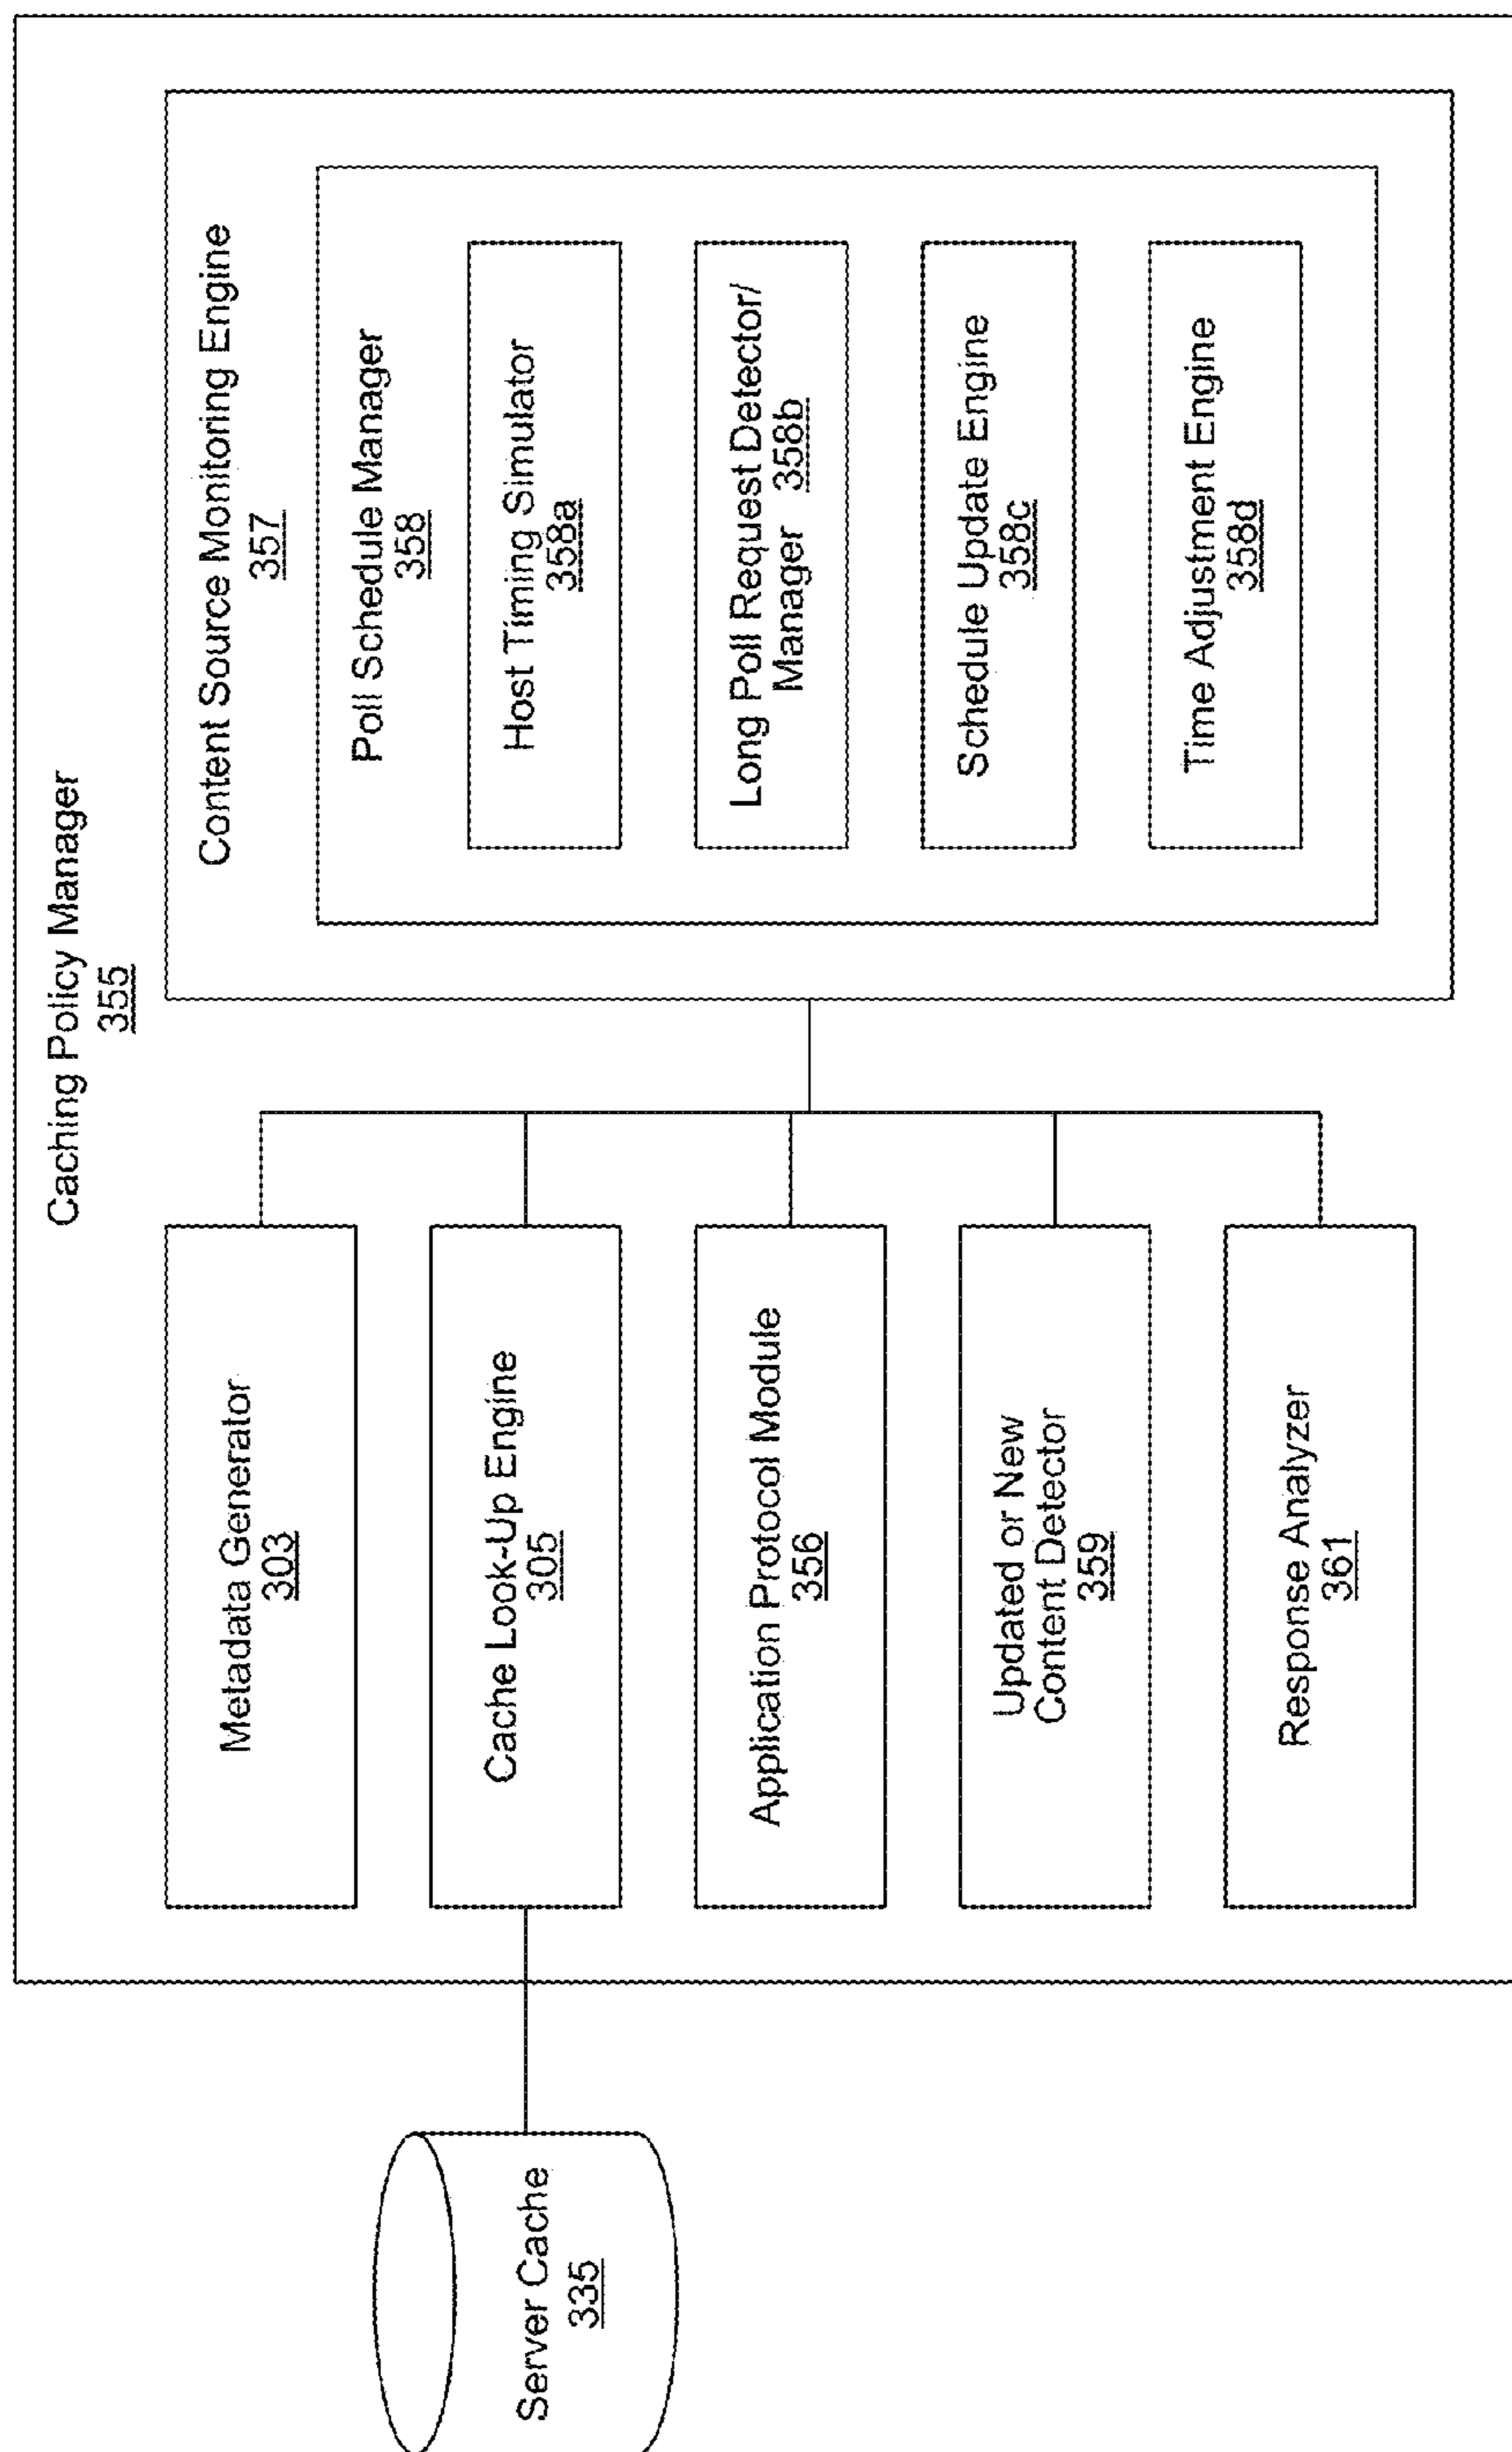 Caching Policy Manager
355
Server Cache
335
Metadata Generator
303
Cache Look-Up Engine
305
Application Protocol Module
356
Updated or New
Content Detector
359
Response Analyzer
361
Content Source Monitoring Engine
357
Poll Schedule Manager
358
Host Timing Simulator
358a
Long Poll Request Detector/
Manager 358b
Schedule Update Engine
358c
Time Adjustment Engine
358d